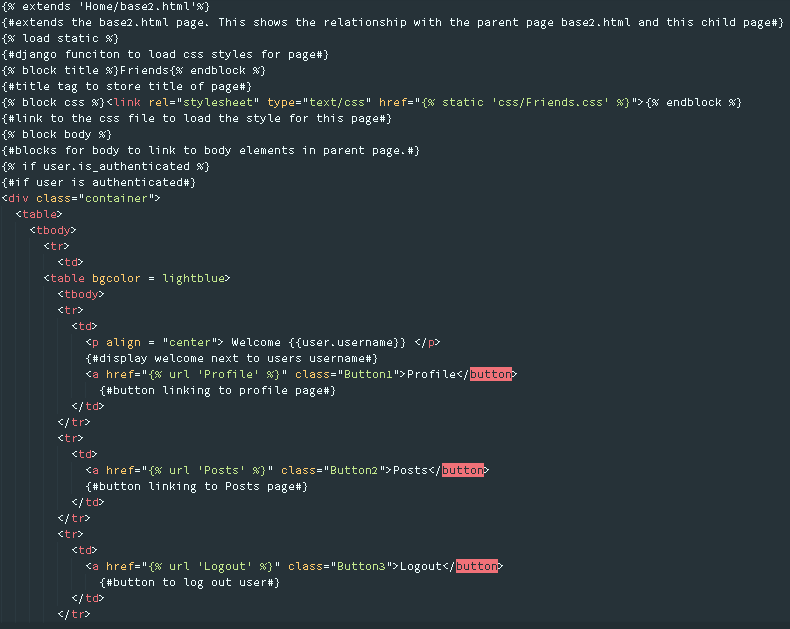 {% extends 'Home/base2.html'%}
{#extends the base2.html page. This shows the relationship with the parent page base2.html and this child page#}
{% load static %}
{#django funciton to load css styles for page#}
{% block title %}Friends{% endblock %}
{#title tag to store title of page#}
{% block css %}<link rel="stylesheet" type="text/css" href="{% static 'css/Friends.css' %}">{% endblock %}
{#link to the css file to load the style for this page#}
{% block body %}
{#blocks for body to link to body elements in parent page.#}
{% if user.is_authenticated %}
{#if user is authenticated#}
<div class="container">
<table>
<tbody>
<tr>
<td>
<table bgcolor = lightblue>
<tbody>
<tr>
<td>
<p align = "center"> Welcome {{user.username}} </p>
{#display welcome next to users username#}
<a href="{% url 'Profile' %}" class="Button1">Profile</button>
{#button linking to profile page#}
</td>
</tr>
<tr>
<td>
<a href="{% url 'Posts' %}" class="Button2">Posts</button>
{#button linking to Posts page#}
</td>
</tr>
<tr>
<td>
<a href="{% url 'Logout' %}" class="Button3">Logout</button>
{#button to log out user#}
</td>
</tr>